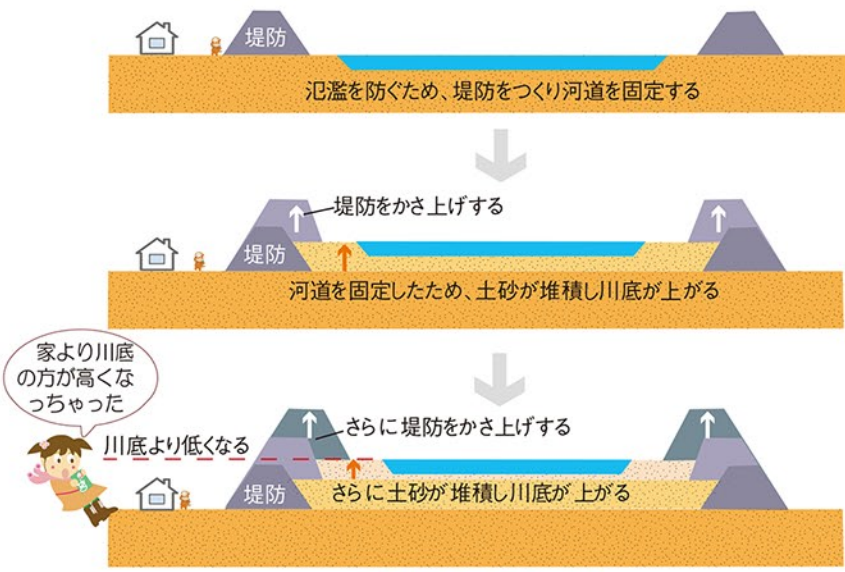 堤防
氾濫を防ぐため、堤防をつくり河道を固定する
堤防をかさ上げする
堤防
河道を固定したため、土砂が堆積し川底が上がる
家より川底
の方が高くな
っちゃった
さらに堤防をかさ上げする
川底より低くなる
堤防
さらに土砂が堆積し川底が上がる